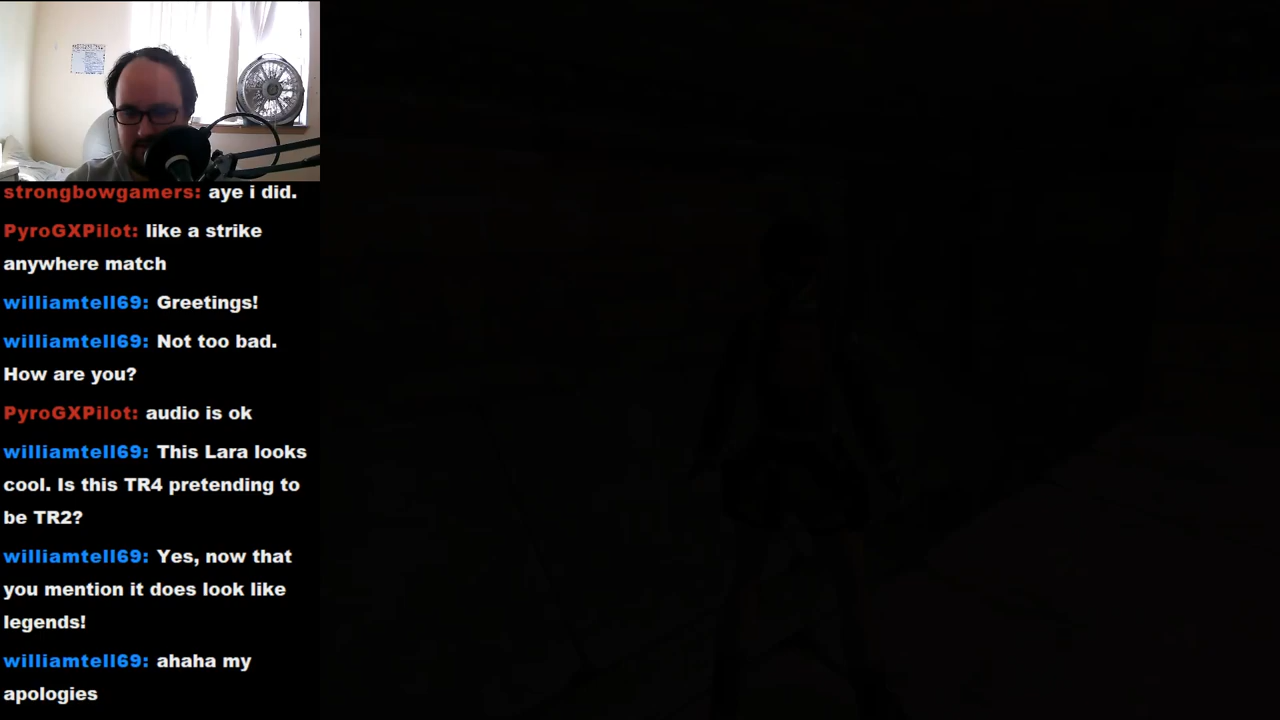 strongbowgamers: aye i did.
PyroGXPilot: like a strike
anywhere match
williamtell69: Greetings!
williamtell69: Not too bad.
How are you?
PyroGXPilot: audio is ok
williamtell69: This Lara looks
cool. Is this TR4 pretending to
be TR2?
williamtell69: Yes, now that
you mention it does look like
legends!
williamtell69: ahaha my
apologies